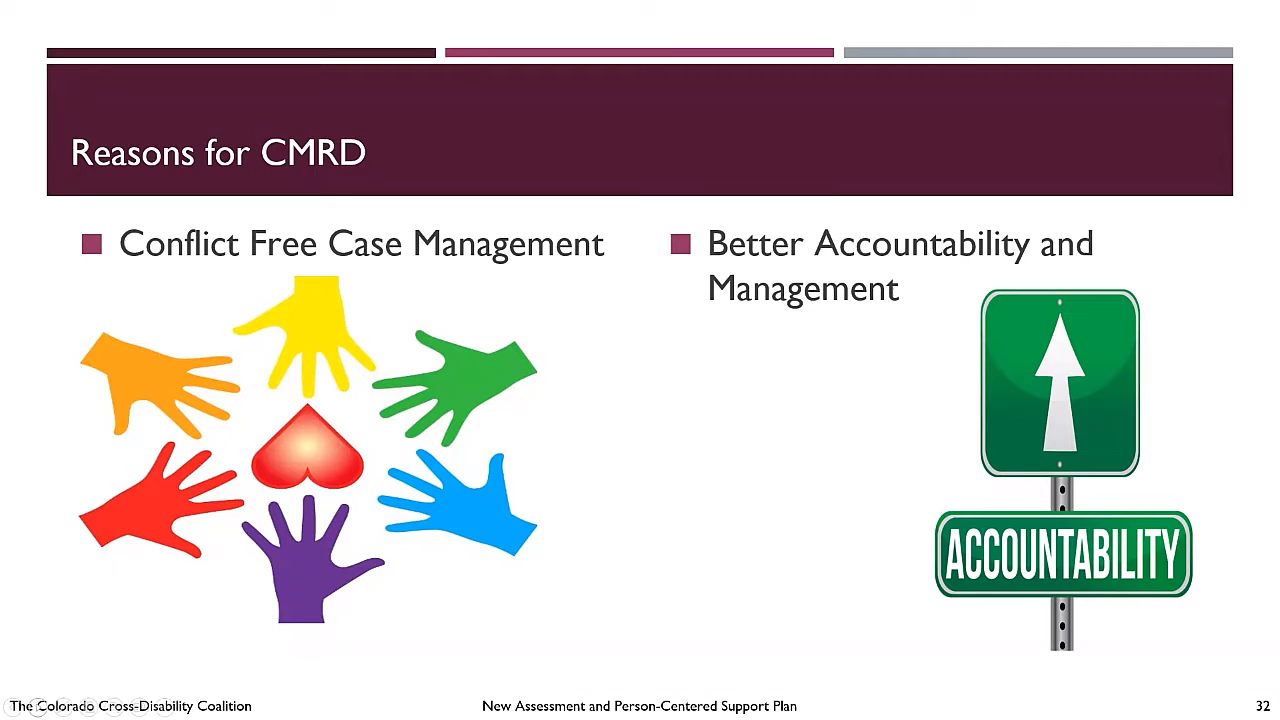 Reasons for CMRD
Conflict Free Case Management
Better Accountability and
Management
ACCOUNTABILITY
The Colorado Cross-Disability Coalition
New Assessment and Person-Centered Support Plan
32